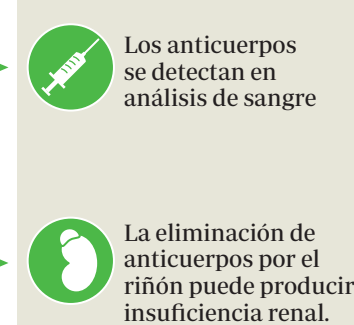 Los anticuerpos
se detectan en
análisis de sangre
La eliminación de
anticuerpos por el
riñón puede producir
insuficiencia renal.